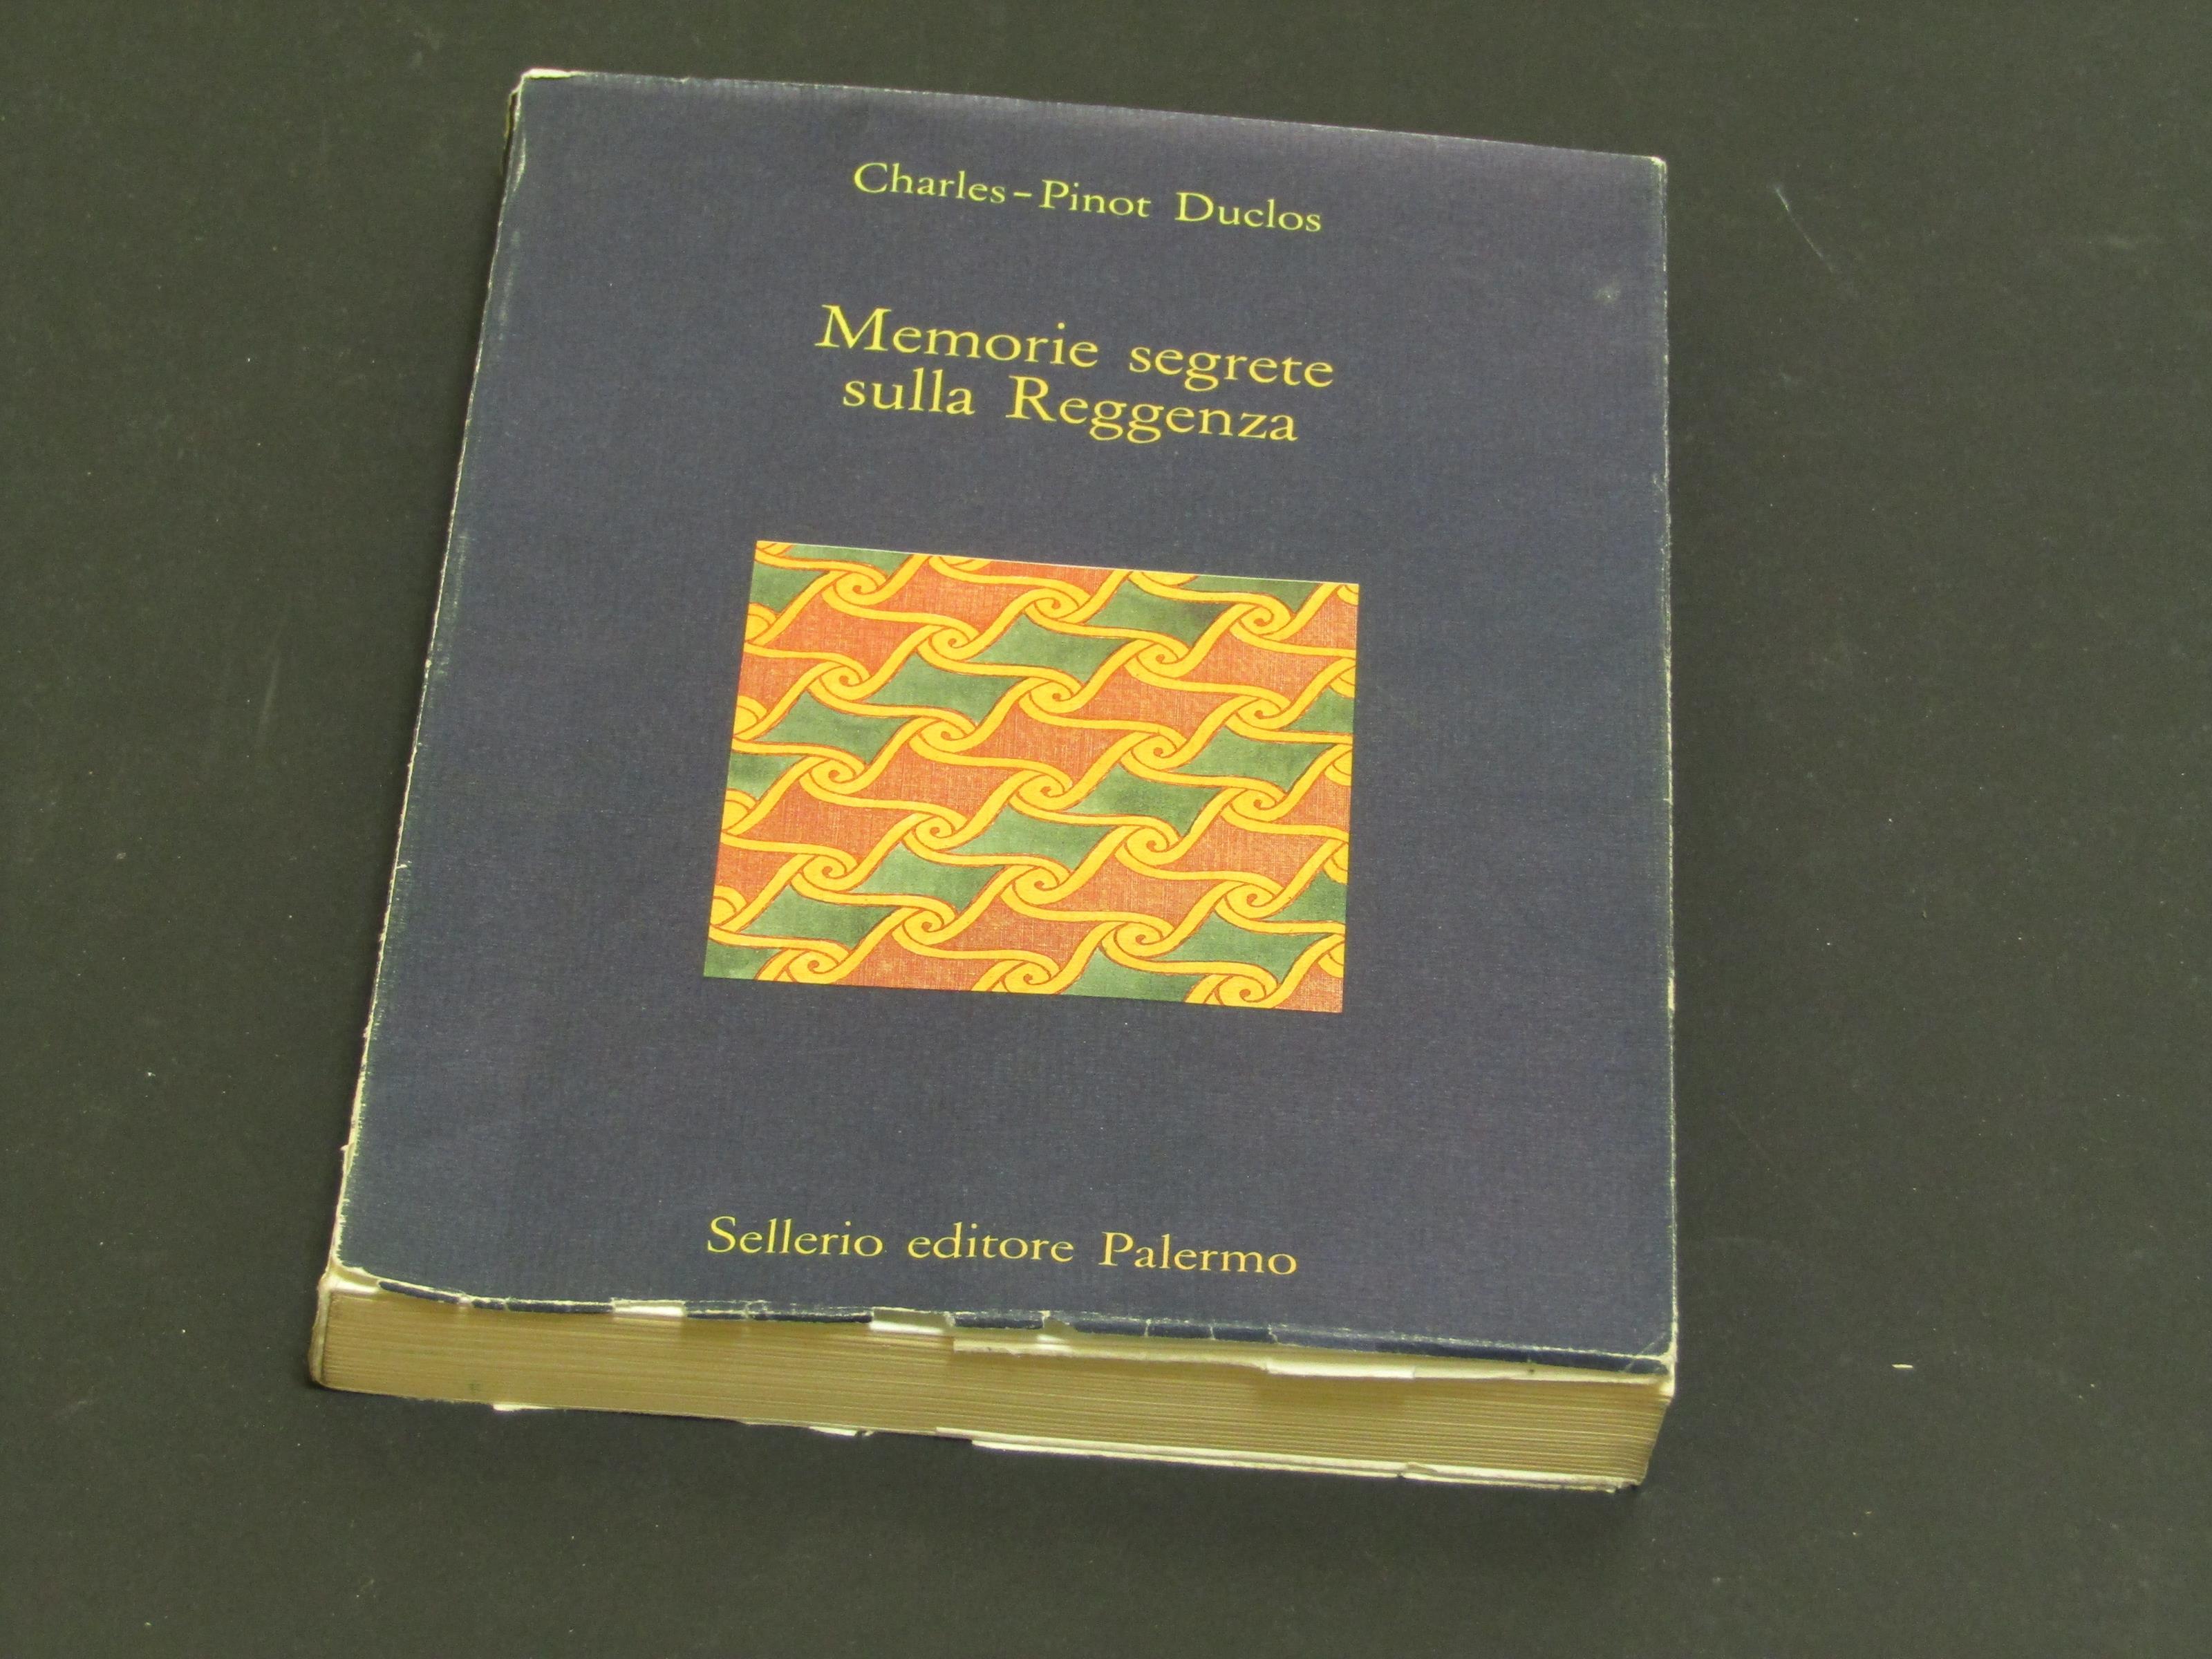 Charles-Pinot Duclos
Memorie segrete
sulla Reggenza
Sellerio editore Palermo